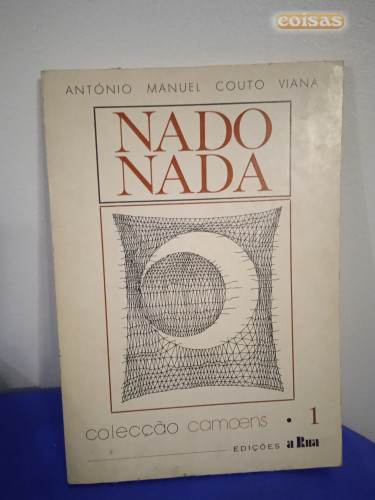 coisas
ANTÓNIO MANUEL COUTO VIANA
NADO
NADA
colecção camoens • 1
EDIÇÕES a Rua